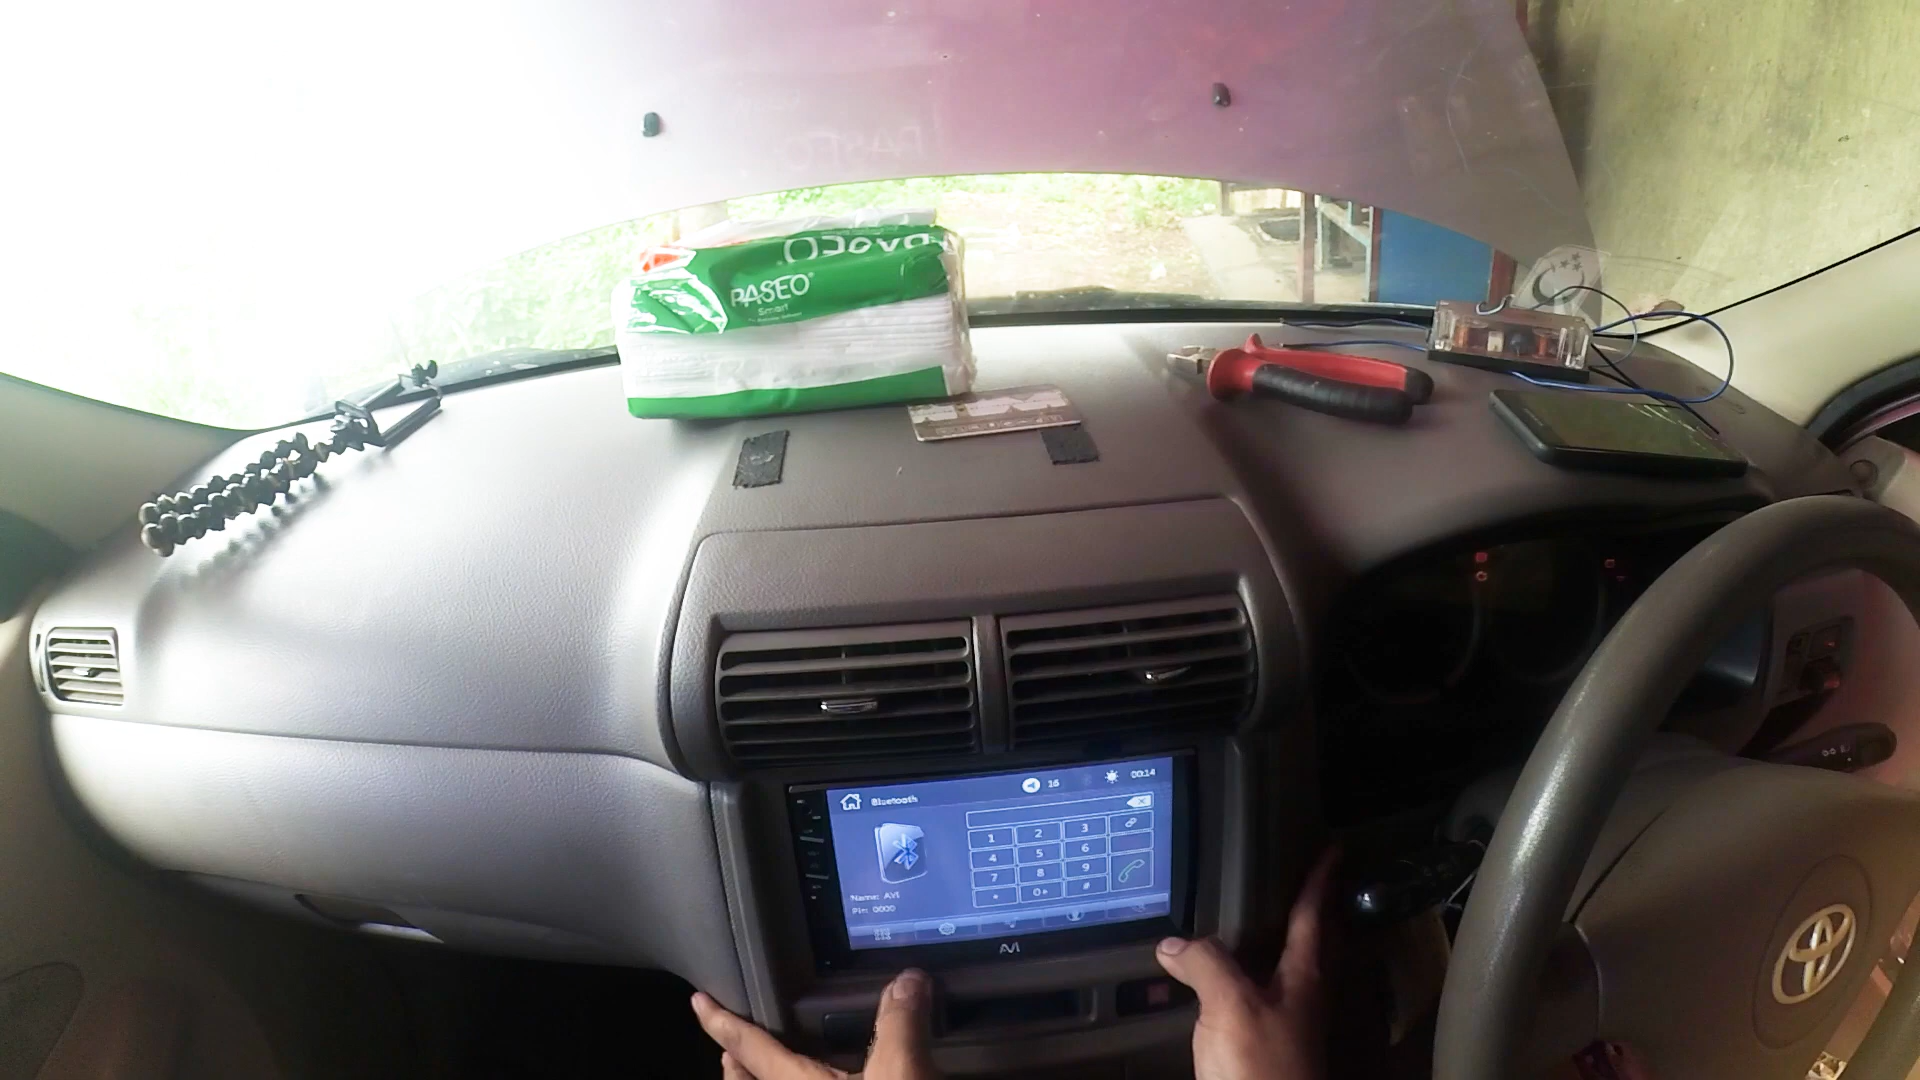 PASEO
PASEO
Smart
Bluetooth
16
00:14
1 2 3
4 5 6
7 8 9
* 0+ #
Name: AVI
Pin: 0000
AVI